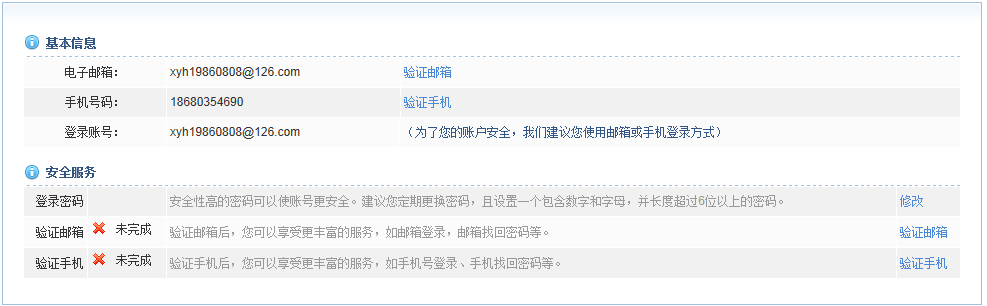 基本信息
电子邮箱： xyh19860808@126.com 验证邮箱
手机号码： 18680354690 验证手机
登录账号： xyh19860808@126.com （为了您的账户安全，我们建议您使用邮箱或手机登录方式）
安全服务
登录密码 安全性高的密码可以使账号更安全。建议您定期更换密码，且设置一个包含数字和字母，并长度超过6位以上的密码。 修改
验证邮箱 未完成 验证邮箱后，您可以享受更丰富的服务，如邮箱登录，邮箱找回密码等。 验证邮箱
验证手机 未完成 验证手机后，您可以享受更丰富的服务，如手机号登录、手机找回密码等。 验证手机